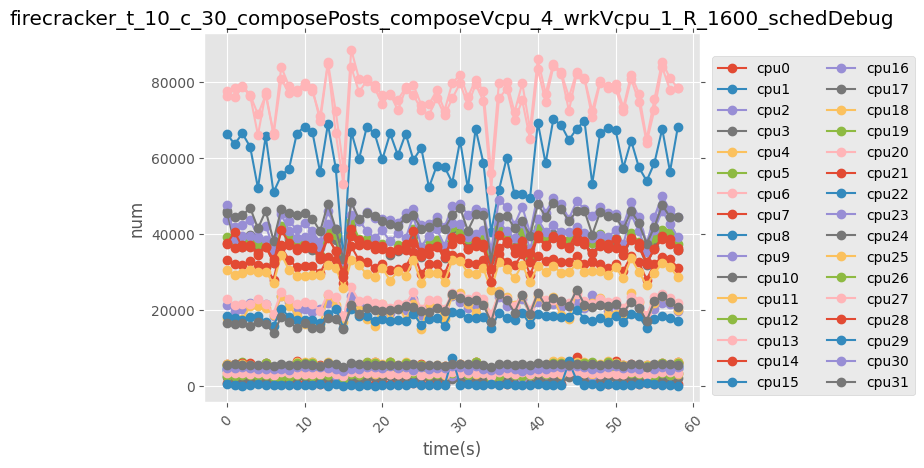 firecracker_t_10_c_30_composePosts_composeVcpu_4_wrkVcpu_1_R_1600_schedDebug
80000
60000
40000
20000
0
num
0
10
20
30
40
50
60
time(s)
cpu0
cpu1
cpu2
cpu3
cpu4
cpu5
cpu6
cpu7
cpu8
cpu9
cpu10
cpu11
cpu12
cpu13
cpu14
cpu15
cpu16
cpu17
cpu18
cpu19
cpu20
cpu21
cpu22
cpu23
cpu24
cpu25
cpu26
cpu27
cpu28
cpu29
cpu30
cpu31